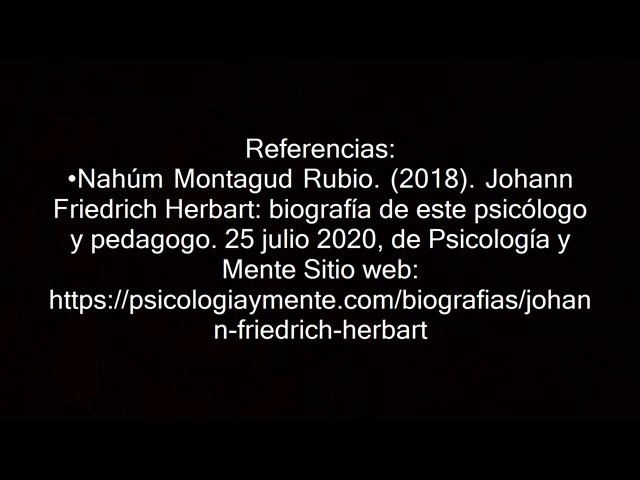 Referencias:
•Nahúm Montagud Rubio. (2018). Johann
Friedrich Herbart: biografía de este psicólogo
y pedagogo. 25 julio 2020, de Psicología y
Mente Sitio web:
https://psicologiaymente.com/biografias/johan
n-friedrich-herbart